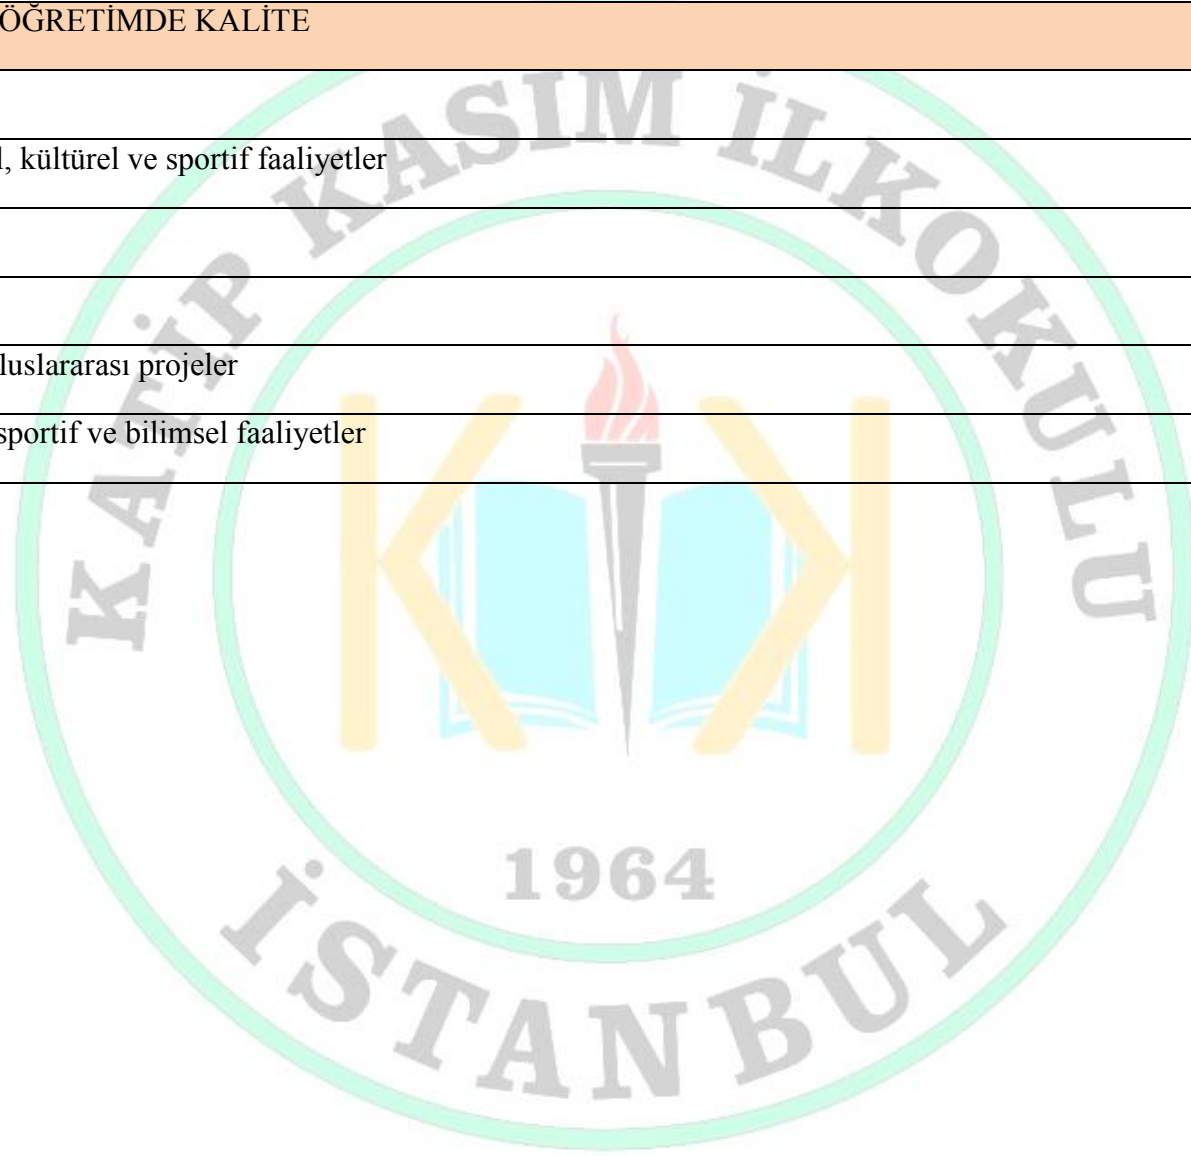 ÖĞRETİMDE KALİTE
, kültürel ve sportif faaliyetler
luslararası projeler
sportif ve bilimsel faaliyetler
KATİP KASIM İLKOKULU
1964
İSTANBUL